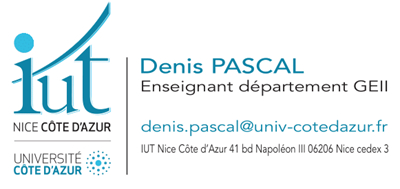 iut
NICE CÔTE D'AZUR
UNIVERSITÉ
CÔTE D'AZUR
Denis PASCAL
Enseignant département GEII
denis.pascal@univ-cotedazur.fr
IUT Nice Côte d'Azur 41 bd Napoléon III 06206 Nice cedex 3